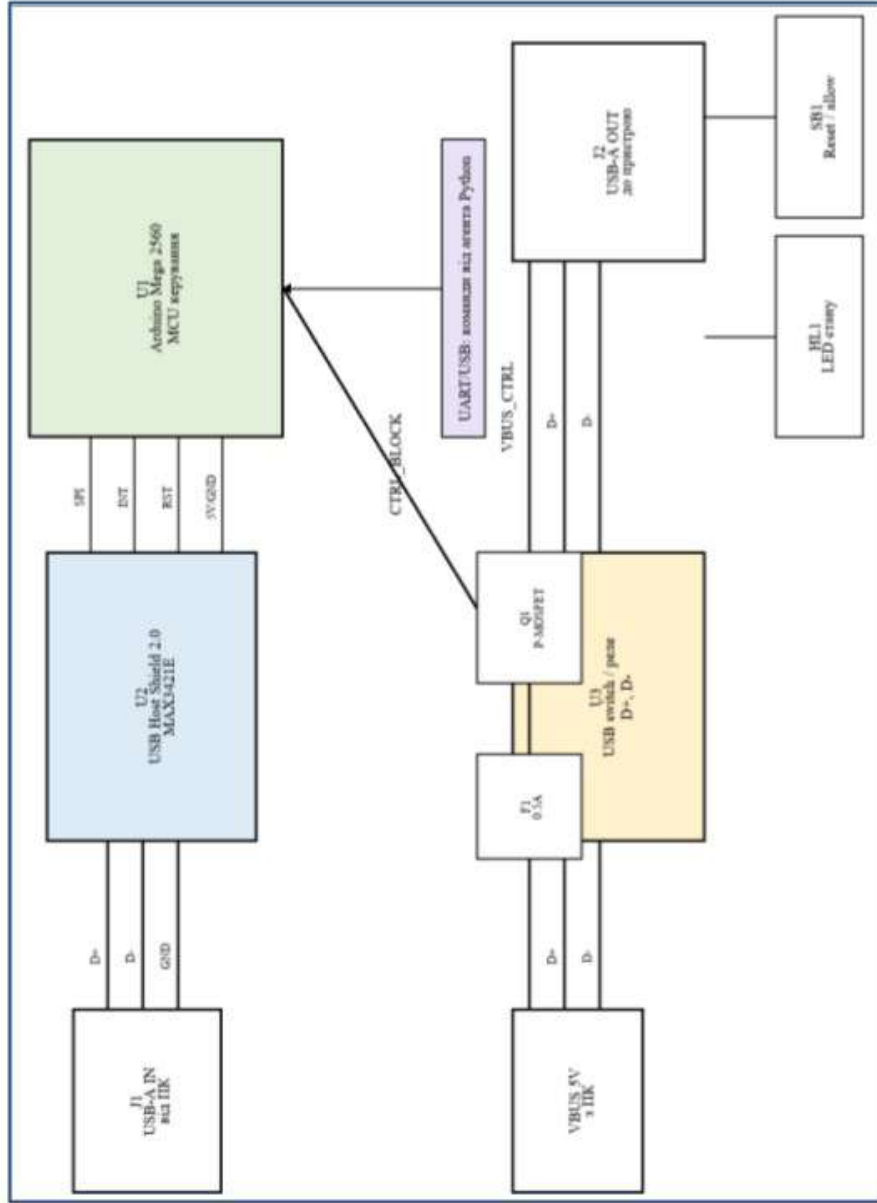 J1
USB-A IN
від ПК
D+
D-
GND
U2
USB Host Shield 2.0
MAX3421E
SPI
INT
RST
5V/GND
U1
Arduino Mega 2560
MCU керування
CTRL_BLOCK
UART/USB: команди від агента Python
VBUS 5V
з ПК
D+
D-
F1
0.5A
Q1
P-MOSFET
U3
USB switch / реле
D+, D-
VBUS_CTRL
D+
D-
J2
USB-A OUT
до пристрою
HL1
LED стану
SB1
Reset / allow